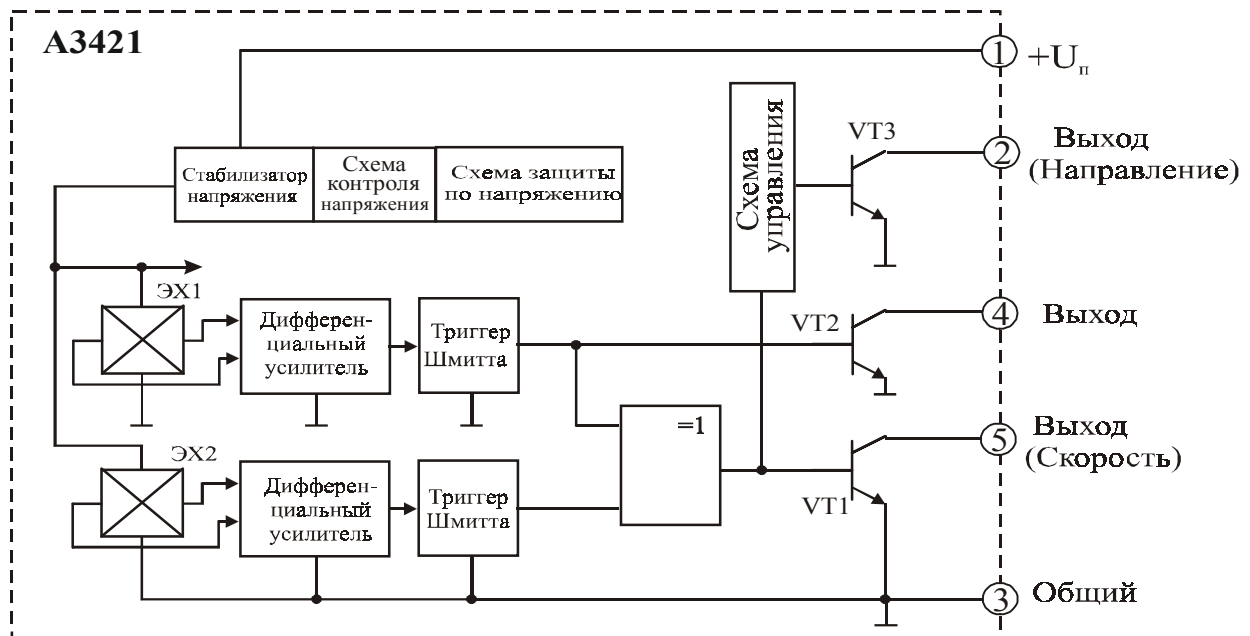 A3421
1
+Uп
Стабилизатор
напряжения
Схема
контроля
напряжения
Схема защиты
по напряжению
Схема
управления
VT3
2
Выход
(Направление)
ЭХ1
Дифферен-
циальный
усилитель
Триггер
Шмитта
VT2
4
Выход
=1
5
Выход
(Скорость)
ЭХ2
Дифферен-
циальный
усилитель
Триггер
Шмитта
VT1
3
Общий